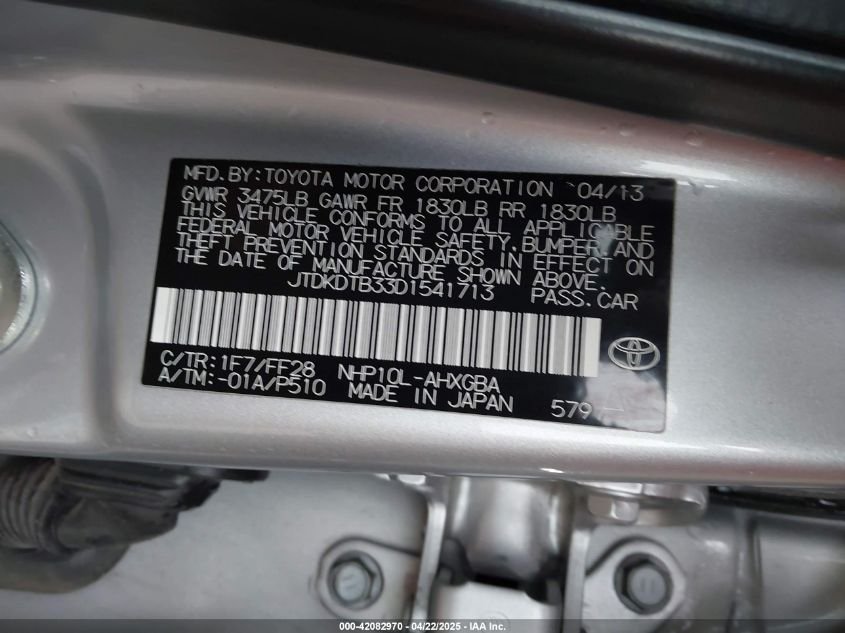 MFD.BY:TOYOTA MOTOR CORPORATION 04/13
GVWR 3475LB GAWR FR 1830LB RR 1830LB
THIS VEHICLE CONFORMS TO ALL APPLICABLE
FEDERAL MOTOR VEHICLE SAFETY,BUMPER,AND
THEFT PREVENTION STANDARDS IN EFFECT ON
THE DATE OF MANUFACTURE SHOWN ABOVE.
JTDKDTB33D1541713 PASS.CAR
C/TR:1F7/FF28 NHP10L-AHXGBA
A/TM:-01A/P510 MADE IN JAPAN 579
000-42082970 - 04/22/2025 - IAA Inc.